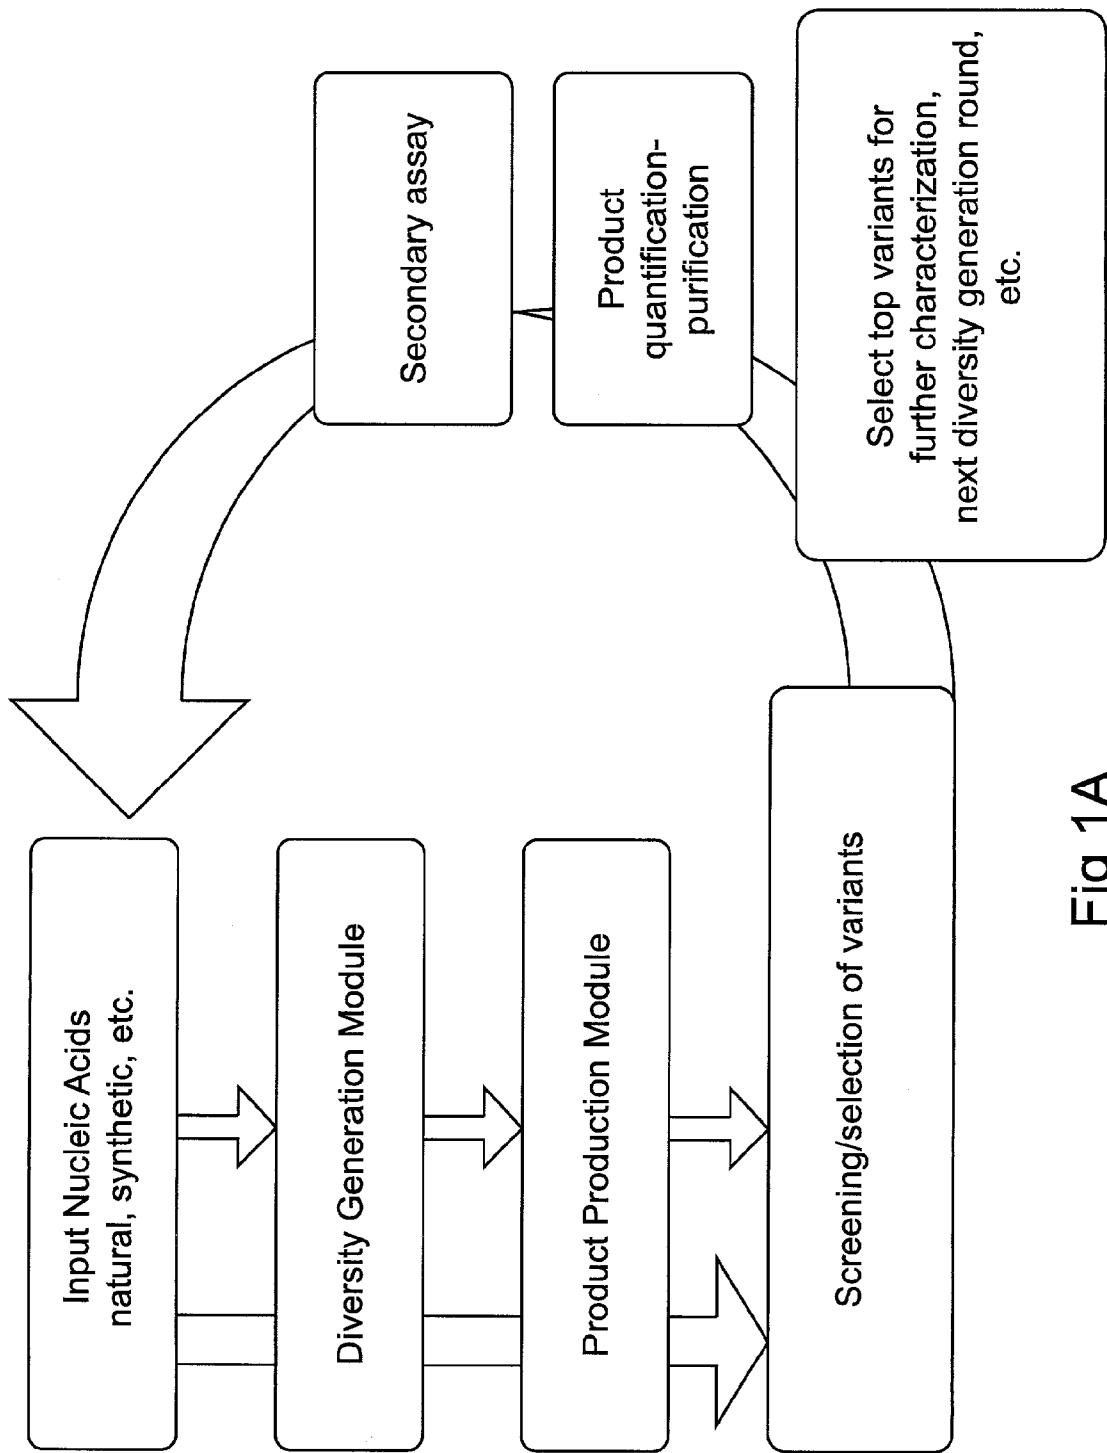 Input Nucleic Acids
natural, synthetic, etc.
Diversity Generation Module
Product Production Module
Screening/selection of variants
Secondary assay
Product
quantification-
purification
Select top variants for
further characterization,
next diversity generation round,
etc.
Fig 1A